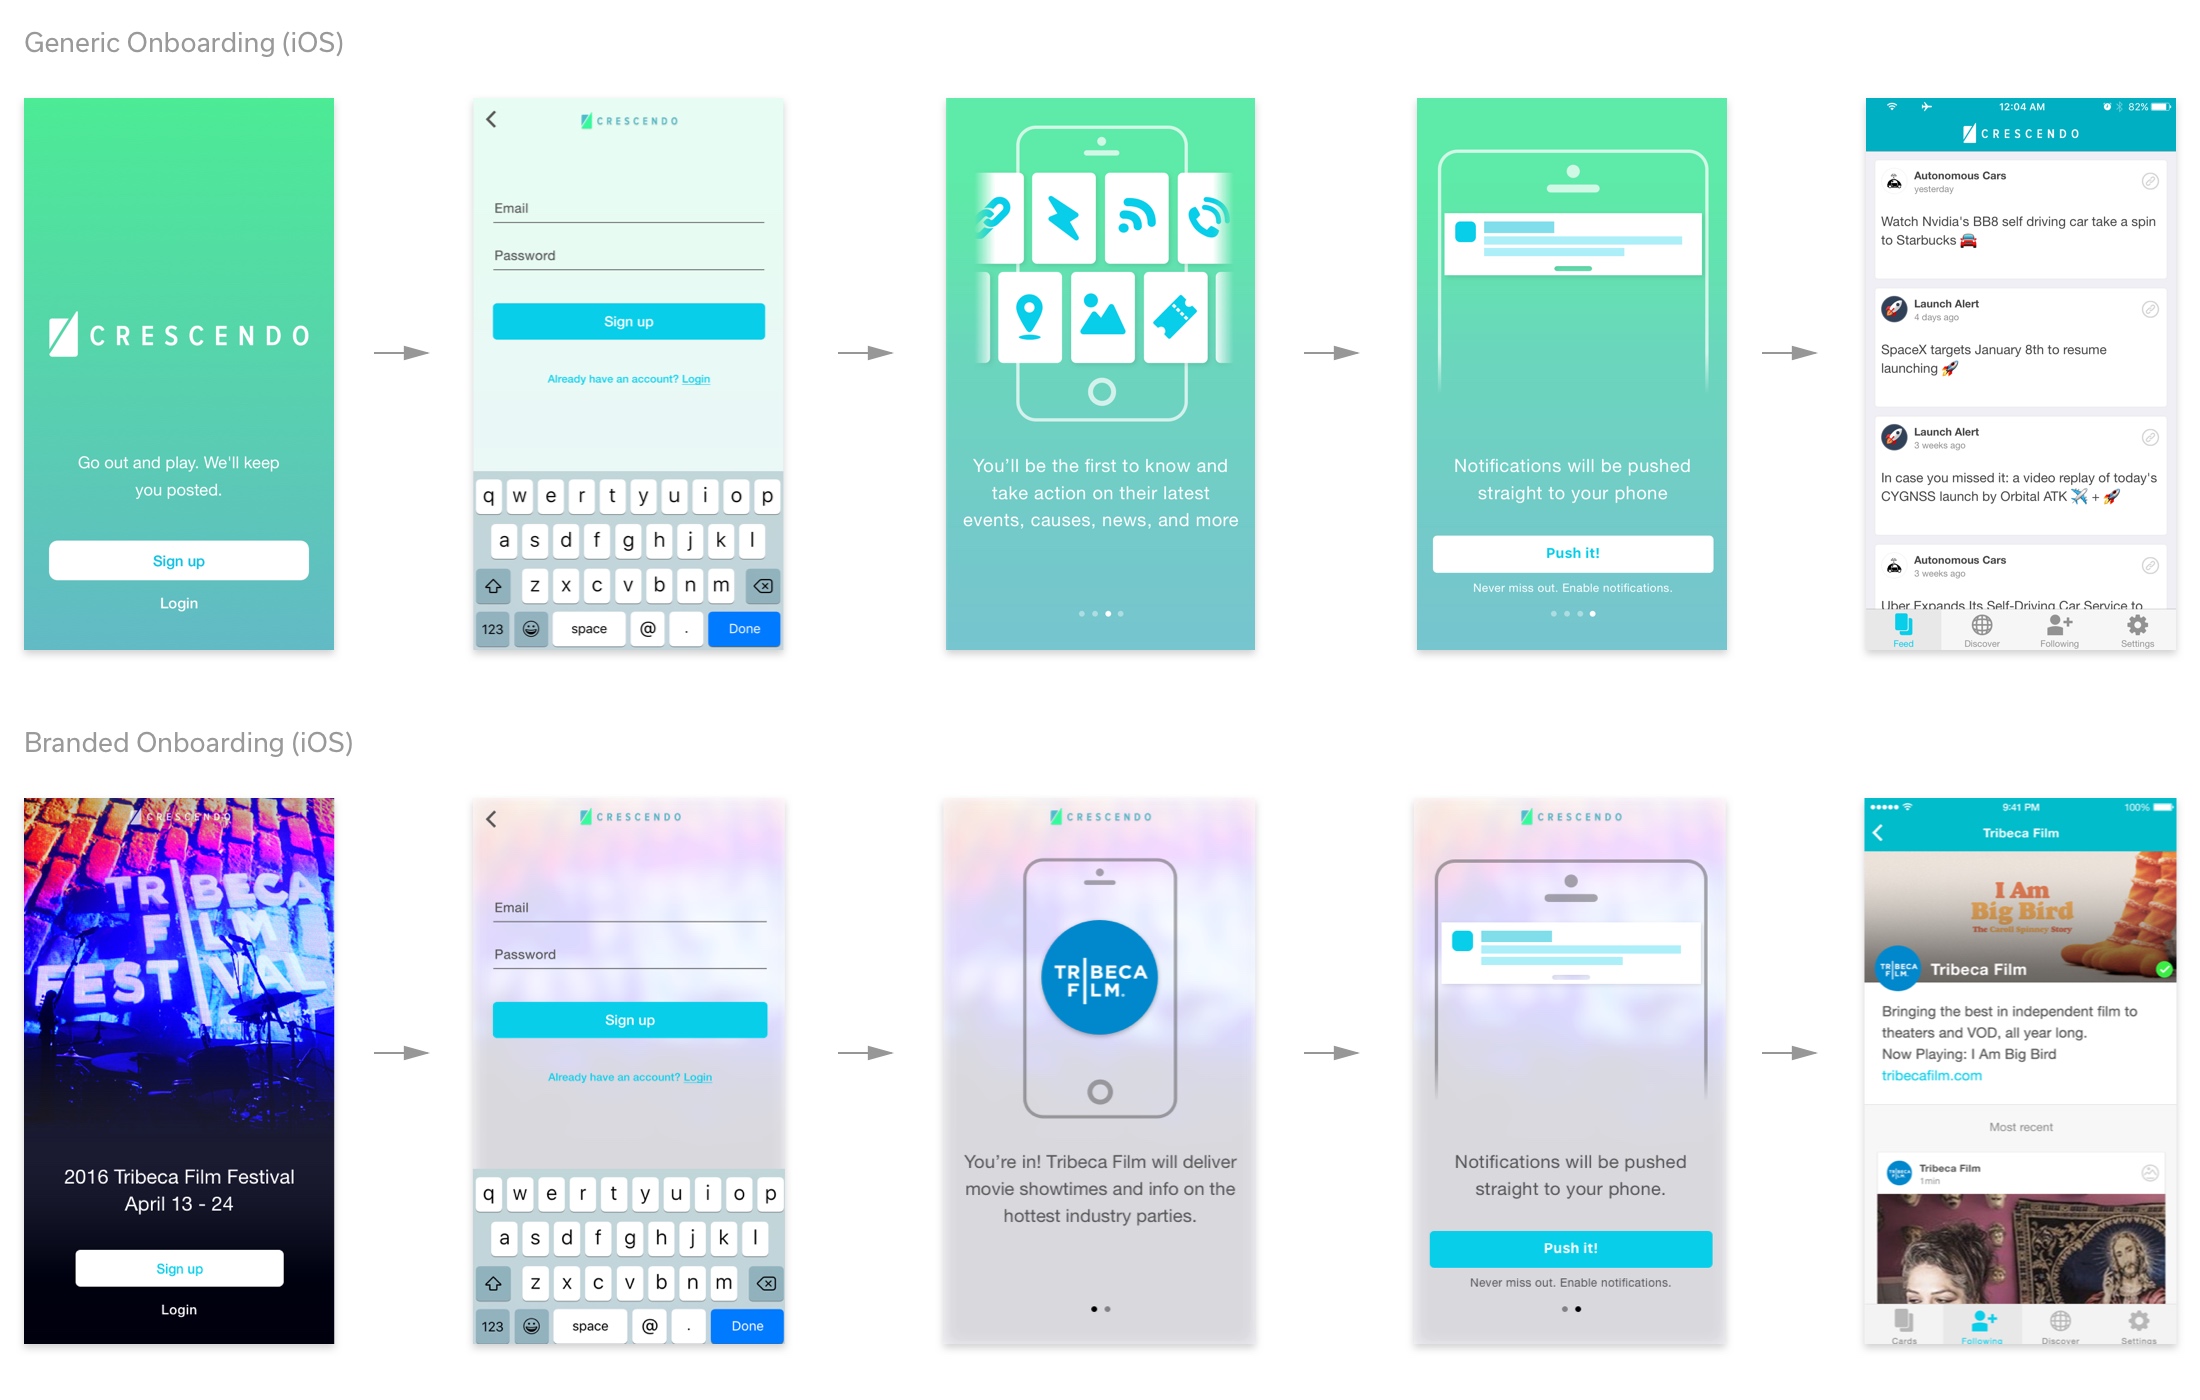 Generic Onboarding (iOS)
CRESCENDO
Go out and play. We'll keep
you posted.
Sign up
Login
CRESCENDO
Email
Password
Sign up
Already have an account? Login
q w e r t y u i o p
a s d f g h j k l
z x c v b n m
123 space @ . Done
You'll be the first to know and
take action on their latest
events, causes, news, and more
Notifications will be pushed
straight to your phone
Push it!
Never miss out. Enable notifications.
12:04 AM 82%
CRESCENDO
Autonomous Cars
yesterday
Watch Nvidia's BB8 self driving car take a spin
to Starbucks
Launch Alert
4 days ago
SpaceX targets January 8th to resume
launching
Launch Alert
3 weeks ago
In case you missed it: a video replay of today's
CYGNSS launch by Orbital ATK ✈️ + 🚀
Autonomous Cars
3 weeks ago
Uber Expands Its Self-Driving Car Service to
Feed Discover Following Settings
Branded Onboarding (iOS)
CRESCENDO
TRIBECA
FILM
FESTIVAL
2016 Tribeca Film Festival
April 13 - 24
Sign up
Login
CRESCENDO
Email
Password
Sign up
Already have an account? Login
q w e r t y u i o p
a s d f g h j k l
z x c v b n m
123 space @ . Done
CRESCENDO
TRIBECA
FILM.
You're in! Tribeca Film will deliver
movie showtimes and info on the
hottest industry parties.
CRESCENDO
Notifications will be pushed
straight to your phone.
Push it!
Never miss out. Enable notifications.
9:41 PM 100%
Tribeca Film
I Am
Big Bird
The Caroll Spinney Story
TRIBECA
FILM.
Tribeca Film
Bringing the best in independent film to
theaters and VOD, all year long.
Now Playing: I Am Big Bird
tribecafilm.com
Most recent
Tribeca Film
1min
Cards Following Discover Settings